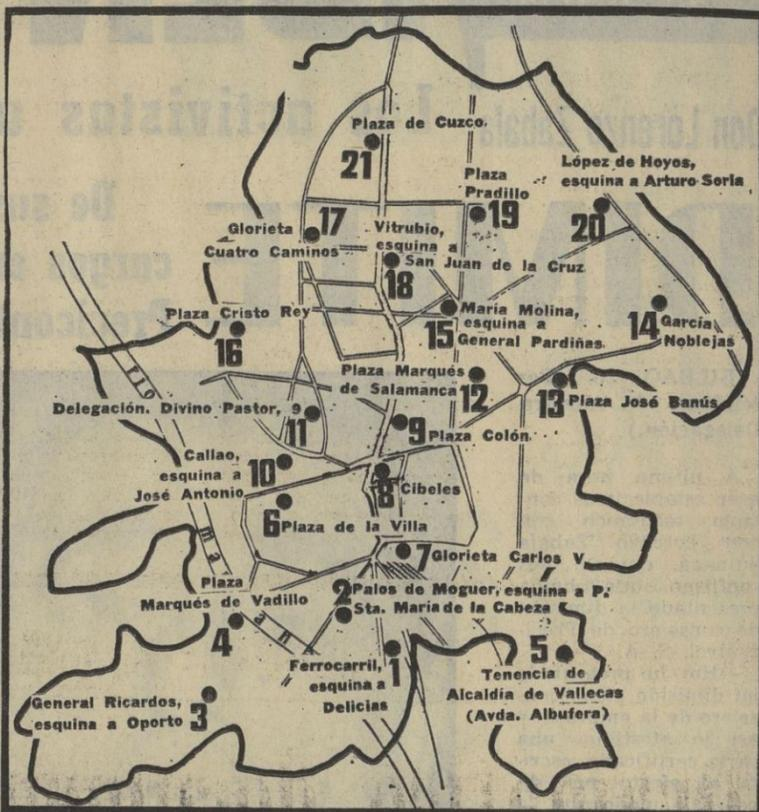 Plaza de Cuzco
21
López de Hoyos,
esquina a Arturo Soria
20
Plaza
Pradillo
19
Glorieta
Cuatro Caminos
17
Vitrubio,
esquina a
San Juan de la Cruz
18
Plaza Cristo Rey
16
María Molina,
esquina a
General Pardiñas
15
14
García
Noblejas
Plaza Marqués
de Salamanca
12
13
Plaza José Banús
río
Delegación. Divino Pastor, 9
11
9
Plaza Colón
Callao,
esquina a
José Antonio
10
8
Cibeles
6
Plaza de la Villa
7
Glorieta Carlos V
Plaza
Marqués de Vadillo
4
2
Palos de Moguer, esquina a P.º
Sta. María de la Cabeza
Ferrocarril,
esquina a
Delicias
1
5
Tenencia de
Alcaldía de Vallecas
(Avda. Albufera)
General Ricardos,
esquina a Oporto
3